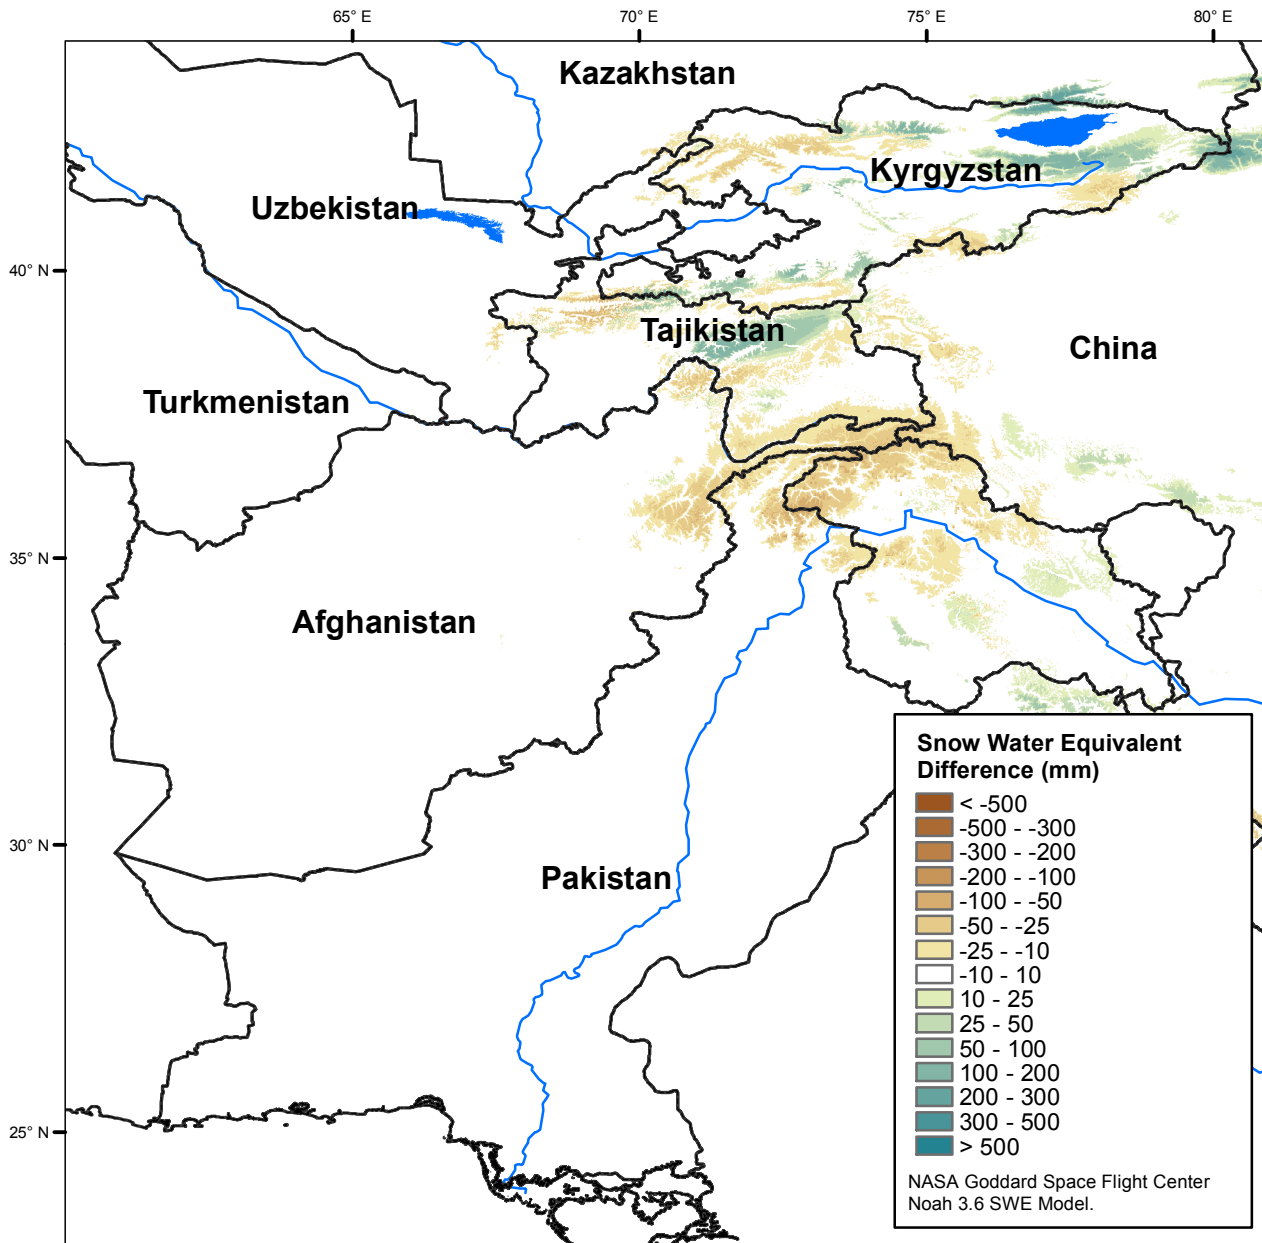 65° E
70° E
75° E
80° E
Kazakhstan
Kyrgyzstan
Uzbekistan
40° N
Tajikistan
China
Turkmenistan
35° N
Afghanistan
Snow Water Equivalent
Difference (mm)
< -500
-500 - -300
-300 - -200
-200 - -100
-100 - -50
-50 - -25
-25 - -10
-10 - 10
10 - 25
25 - 50
50 - 100
100 - 200
200 - 300
300 - 500
> 500
NASA Goddard Space Flight Center
Noah 3.6 SWE Model.
30° N
Pakistan
25° N